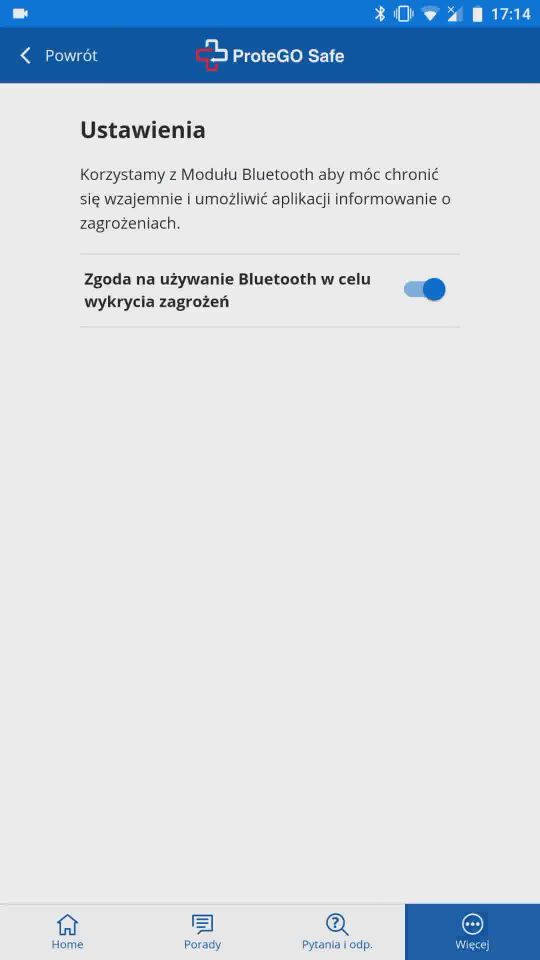 17:14
Powrót
ProteGO Safe
Ustawienia
Korzystamy z Modułu Bluetooth aby móc chronić
się wzajemnie i umożliwić aplikacji informowanie o
zagrożeniach.
Zgoda na używanie Bluetooth w celu
wykrycia zagrożeń
Home
Porady
Pytania i odp.
Więcej